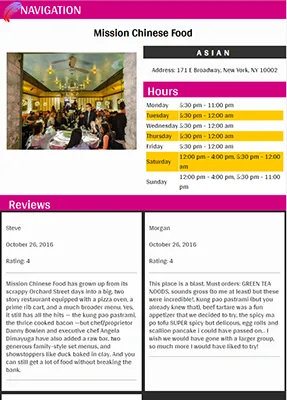 NAVIGATION
Mission Chinese Food
ASIAN
Address: 171 E Broadway, New York, NY 10002
Hours
Monday 5:30 pm - 11:00 am
Tuesday 5:30 pm - 12:00 am
Wednesday 5:30 pm - 12:00 am
Thursday 5:30 pm - 12:00 am
Friday 5:30 pm - 12:00 am
Saturday 12:00 pm - 4:00 pm, 5:30 pm - 12:00
am
Sunday 12:00 pm - 4:00 pm, 5:30 pm - 11:00
pm
Reviews
Steve
October 26, 2016
Rating: 4
Mission Chinese Food has grown up from its
scrappy Orchard Street days into a big, two
story restaurant equipped with a pizza oven, a
prime rib cart, and a much broader menu. Yes,
it still has all the hits — the kung pao pastrami,
the thrice cooked bacon —but chef/proprietor
Danny Bowien and executive chef Angela
Dimayuga have also added a raw bar, two
generous family-style set menus, and
showstoppers like duck baked in clay. And you
can still get a lot of food without breaking the
bank.
Morgan
October 26, 2016
Rating: 4
This place is a blast. Must orders: GREEN TEA
NOODS, sounds gross (to me at least) but these
were incredible!, kung pao pastrami (but you
already knew that), beef tartare was a fun
appetizer that we decided to try, the spicy ma
po tofu SUPER spicy but delicous, egg rolls and
scallion pancake i could have passed on.. I
wish we would have gone with a larger group,
so much more I would have liked to try!